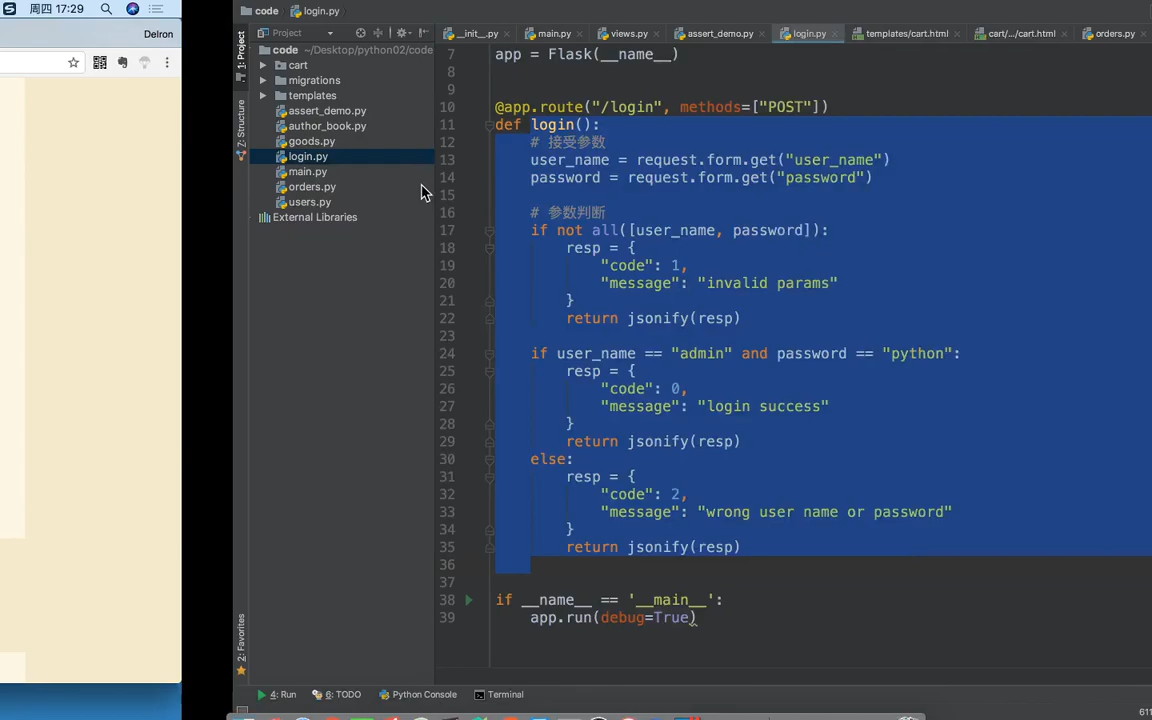 周四 17:29
Delron
code login.py
Project
__init__.py main.py views.py assert_demo.py login.py templates/cart.html cart/.../cart.html orders.py
1: Project
Z: Structure
2: Favorites
code ~/Desktop/python02/code
cart
migrations
templates
assert_demo.py
author_book.py
goods.py
login.py
main.py
orders.py
users.py
External Libraries
7 app = Flask(__name__)
8
9
10 @app.route("/login", methods=["POST"])
11 def login():
12 # 接受参数
13 user_name = request.form.get("user_name")
14 password = request.form.get("password")
15
16 # 参数判断
17 if not all([user_name, password]):
18 resp = {
19 "code": 1,
20 "message": "invalid params"
21 }
22 return jsonify(resp)
23
24 if user_name == "admin" and password == "python":
25 resp = {
26 "code": 0,
27 "message": "login success"
28 }
29 return jsonify(resp)
30 else:
31 resp = {
32 "code": 2,
33 "message": "wrong user name or password"
34 }
35 return jsonify(resp)
36
37
38 if __name__ == '__main__':
39 app.run(debug=True)
4: Run 6: TODO Python Console Terminal